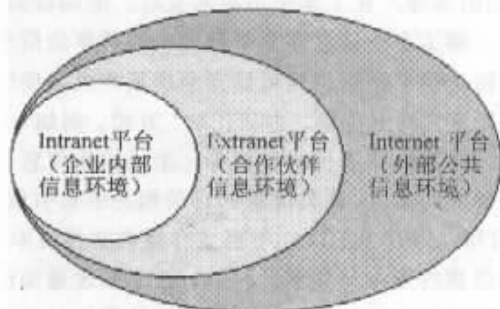 Intranet平台
（企业内部
信息环境）
Extranet平台
（合作伙伴
信息环境）
Internet 平台
（外部公共
信息环境）